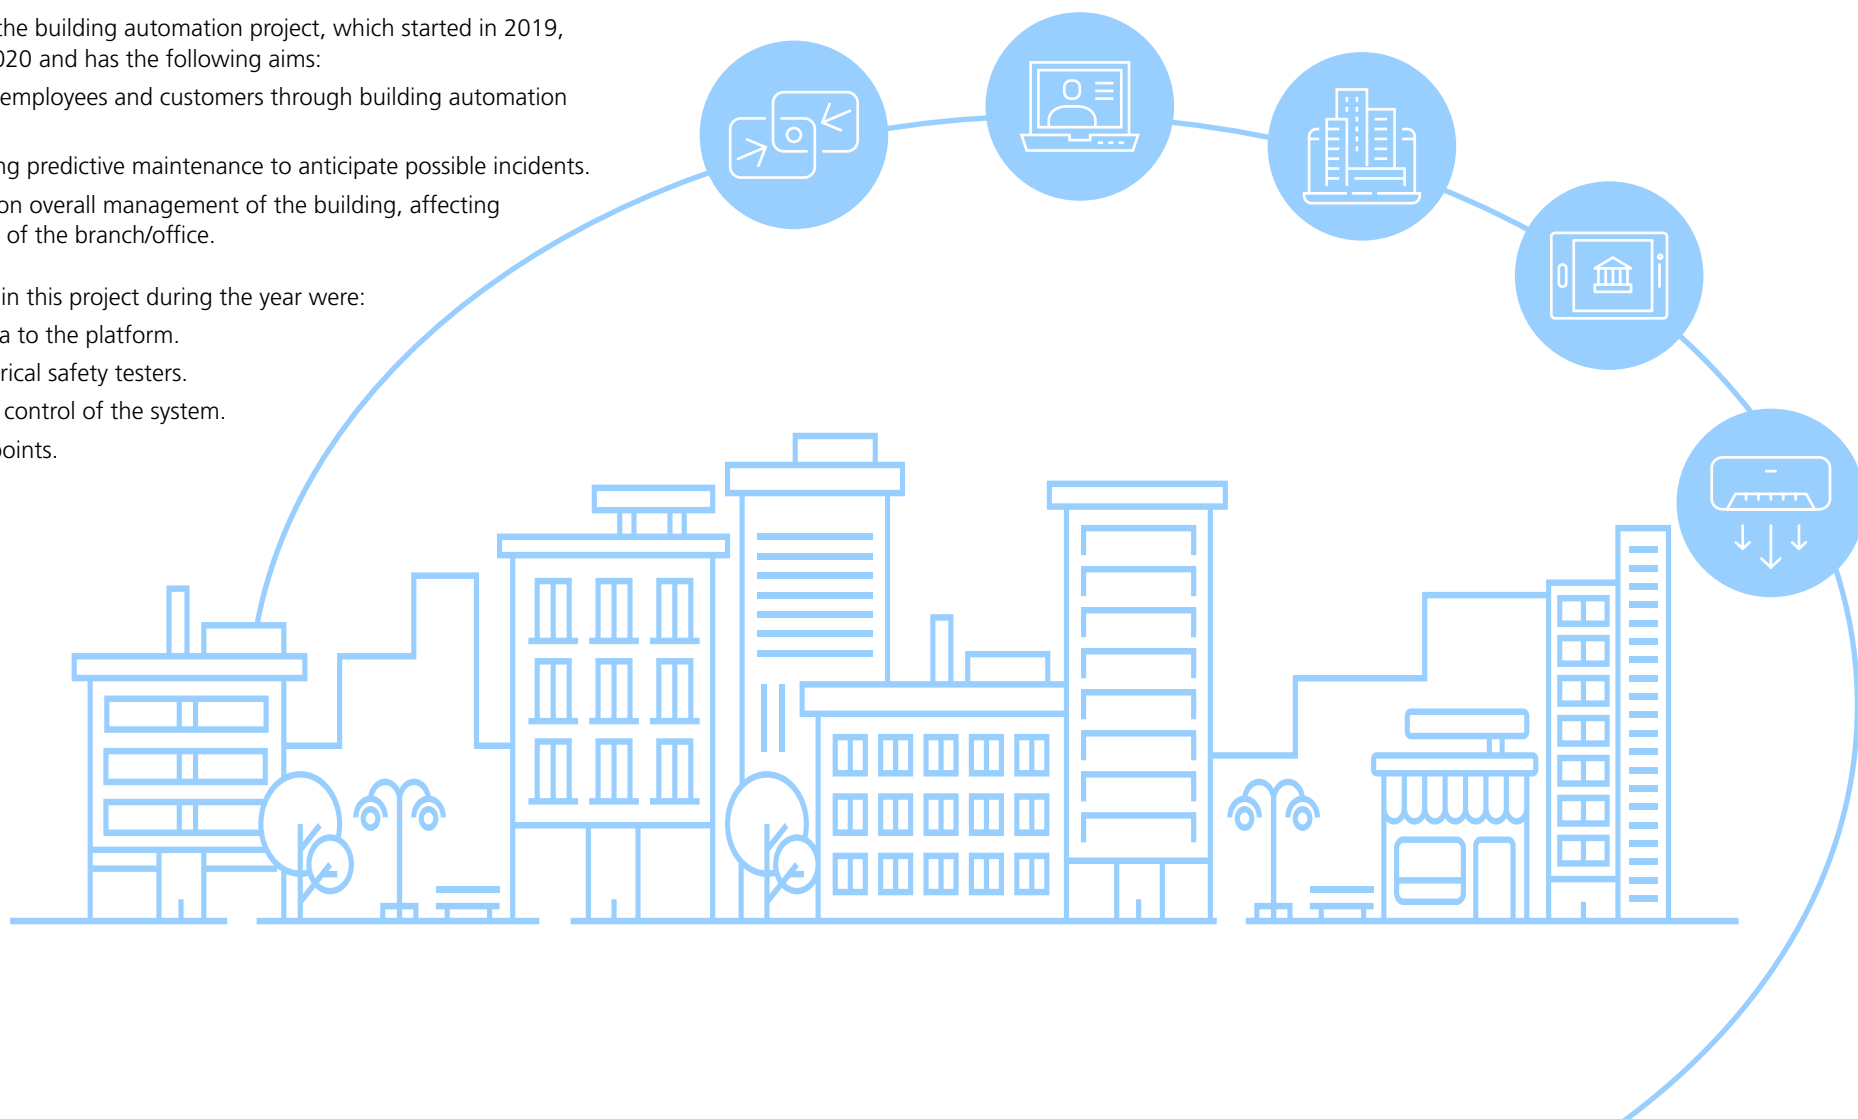 the building automation project, which started in 2019,
020 and has the following aims:
employees and customers through building automation
ng predictive maintenance to anticipate possible incidents.
on overall management of the building, affecting
of the branch/office.
in this project during the year were:
a to the platform.
rical safety testers.
control of the system.
points.